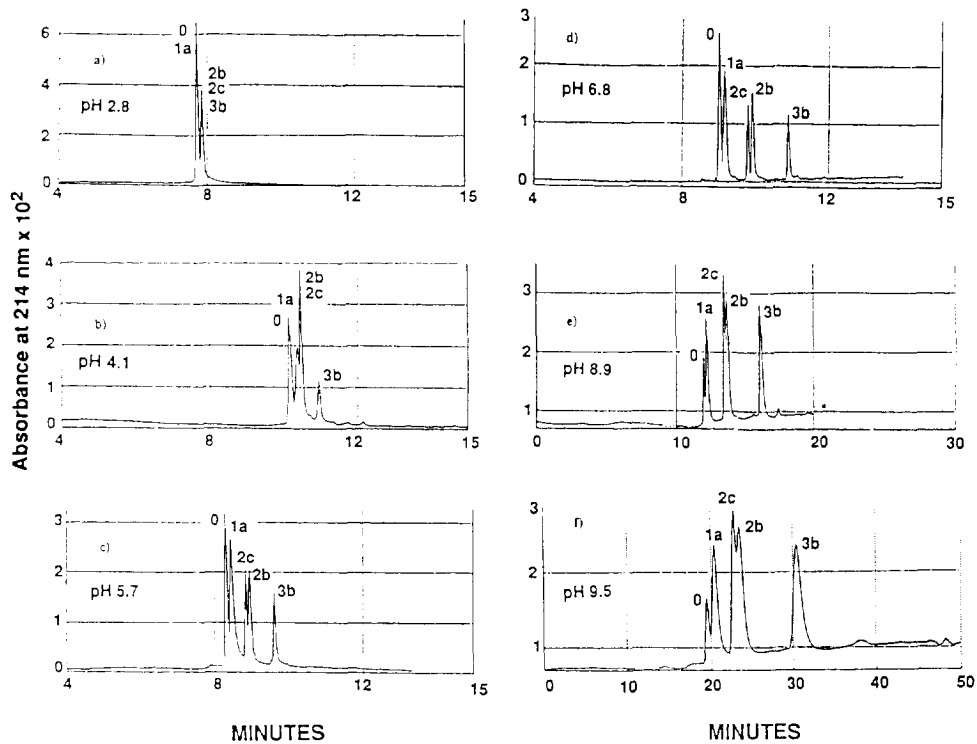 Absorbance at 214 nm x 10²
6
4
2
0
a)
pH 2.8
0
1a
2b
2c
3b
4
8
12
15
4
3
2
1
0
b)
pH 4.1
1a
0
2b
2c
3b
4
8
12
15
3
2
1
0
c)
pH 5.7
0
1a
2c
2b
3b
4
8
12
15
MINUTES
3
2
1
0
d)
pH 6.8
0
1a
2c
2b
3b
4
8
12
15
3
2
1
e)
pH 8.9
0
1a
2c
2b
3b
0
10
20
30
3
2
1
f)
pH 9.5
0
1a
2c
2b
3b
0
10
20
30
40
50
MINUTES